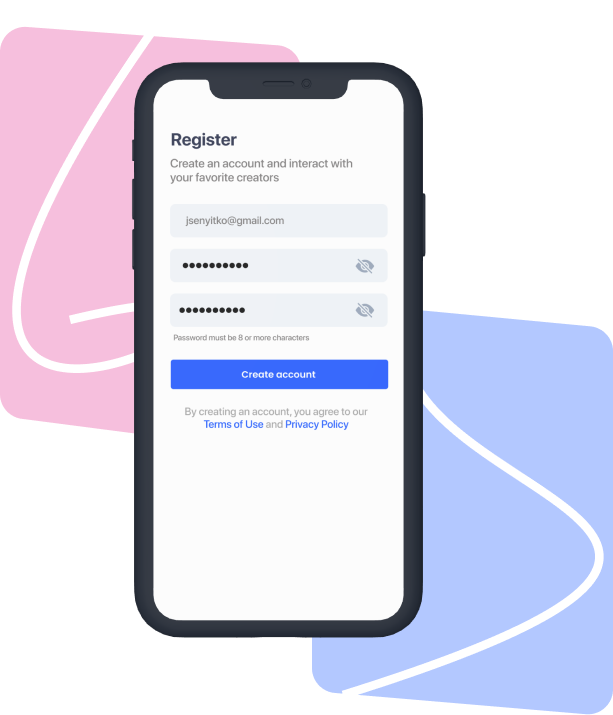 Register
Create an account and interact with
your favorite creators
jsenyitko@gmail.com
●●●●●●●●●●
●●●●●●●●●●
Password must be 8 or more characters
Create account
By creating an account, you agree to our
Terms of Use and Privacy Policy